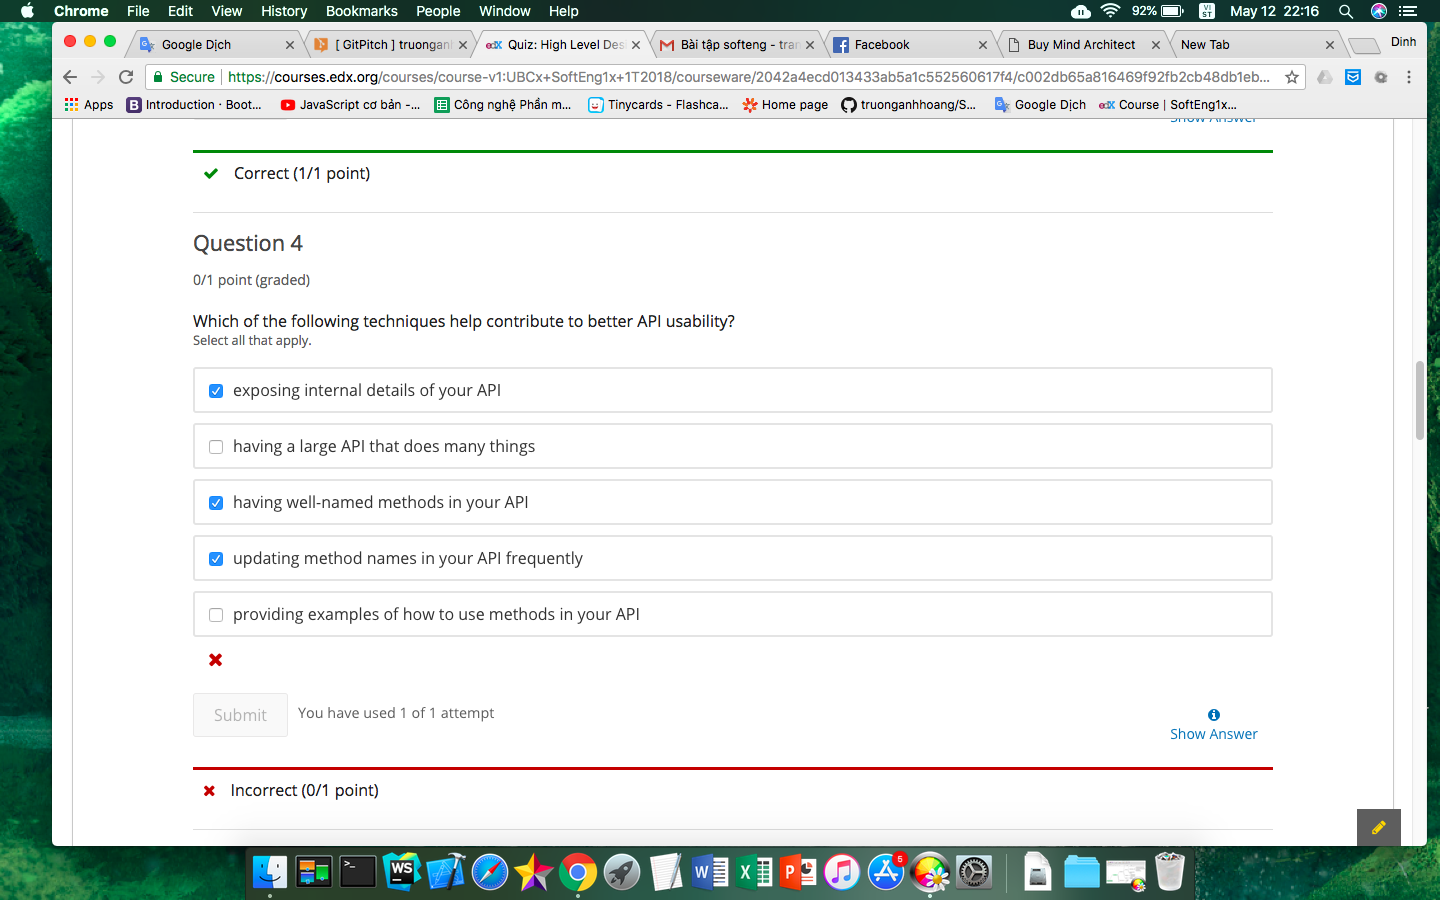 Chrome File Edit View History Bookmarks People Window Help 92% VI ST May 12 22:16
Google Dịch [ GitPitch ] truongan Quiz: High Level Des Bài tập softeng - tran Facebook Buy Mind Architect New Tab Dinh
Secure | https://courses.edx.org/courses/course-v1:UBCx+SoftEng1x+1T2018/courseware/2042a4ecd013433ab5a1c552560617f4/c002db65a816469f92fb2cb48db1eb...
Apps Introduction · Boot... JavaScript cơ bản -... Công nghệ Phần m... Tinycards - Flashca... Home page truonganhhoang/S... Google Dịch edX Course | SoftEng1x...
Show Answer
Correct (1/1 point)
Question 4
0/1 point (graded)
Which of the following techniques help contribute to better API usability?
Select all that apply.
exposing internal details of your API
having a large API that does many things
having well-named methods in your API
updating method names in your API frequently
providing examples of how to use methods in your API
Submit You have used 1 of 1 attempt
Show Answer
Incorrect (0/1 point)
WS W X P 5